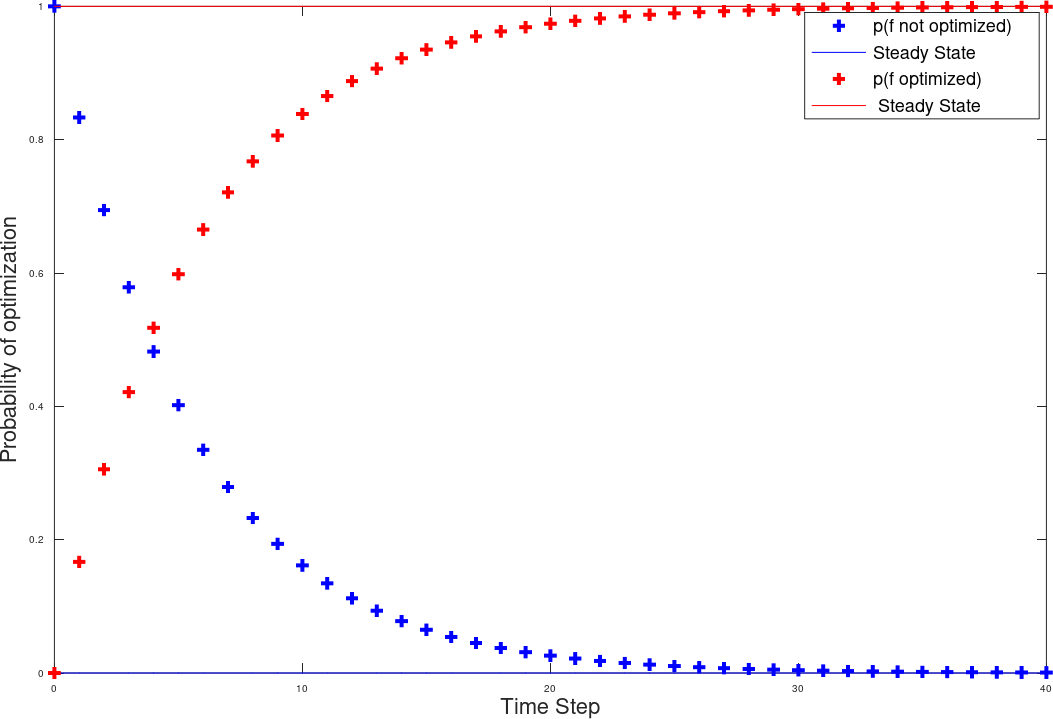 1
0.8
0.6
0.4
0.2
0
0
10
20
30
40
Probability of optimization
Time Step
p(f not optimized)
Steady State
p(f optimized)
Steady State